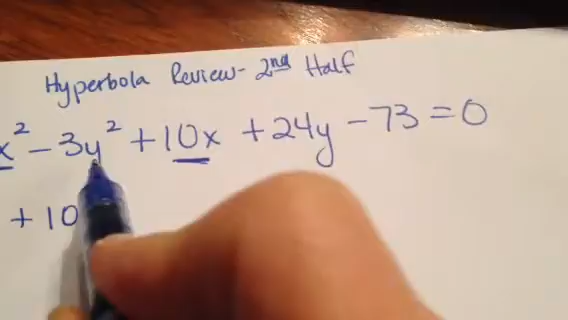 Hyperbola Review - 2nd Half
x² - 3y² + 10x + 24y - 73 = 0
+ 10